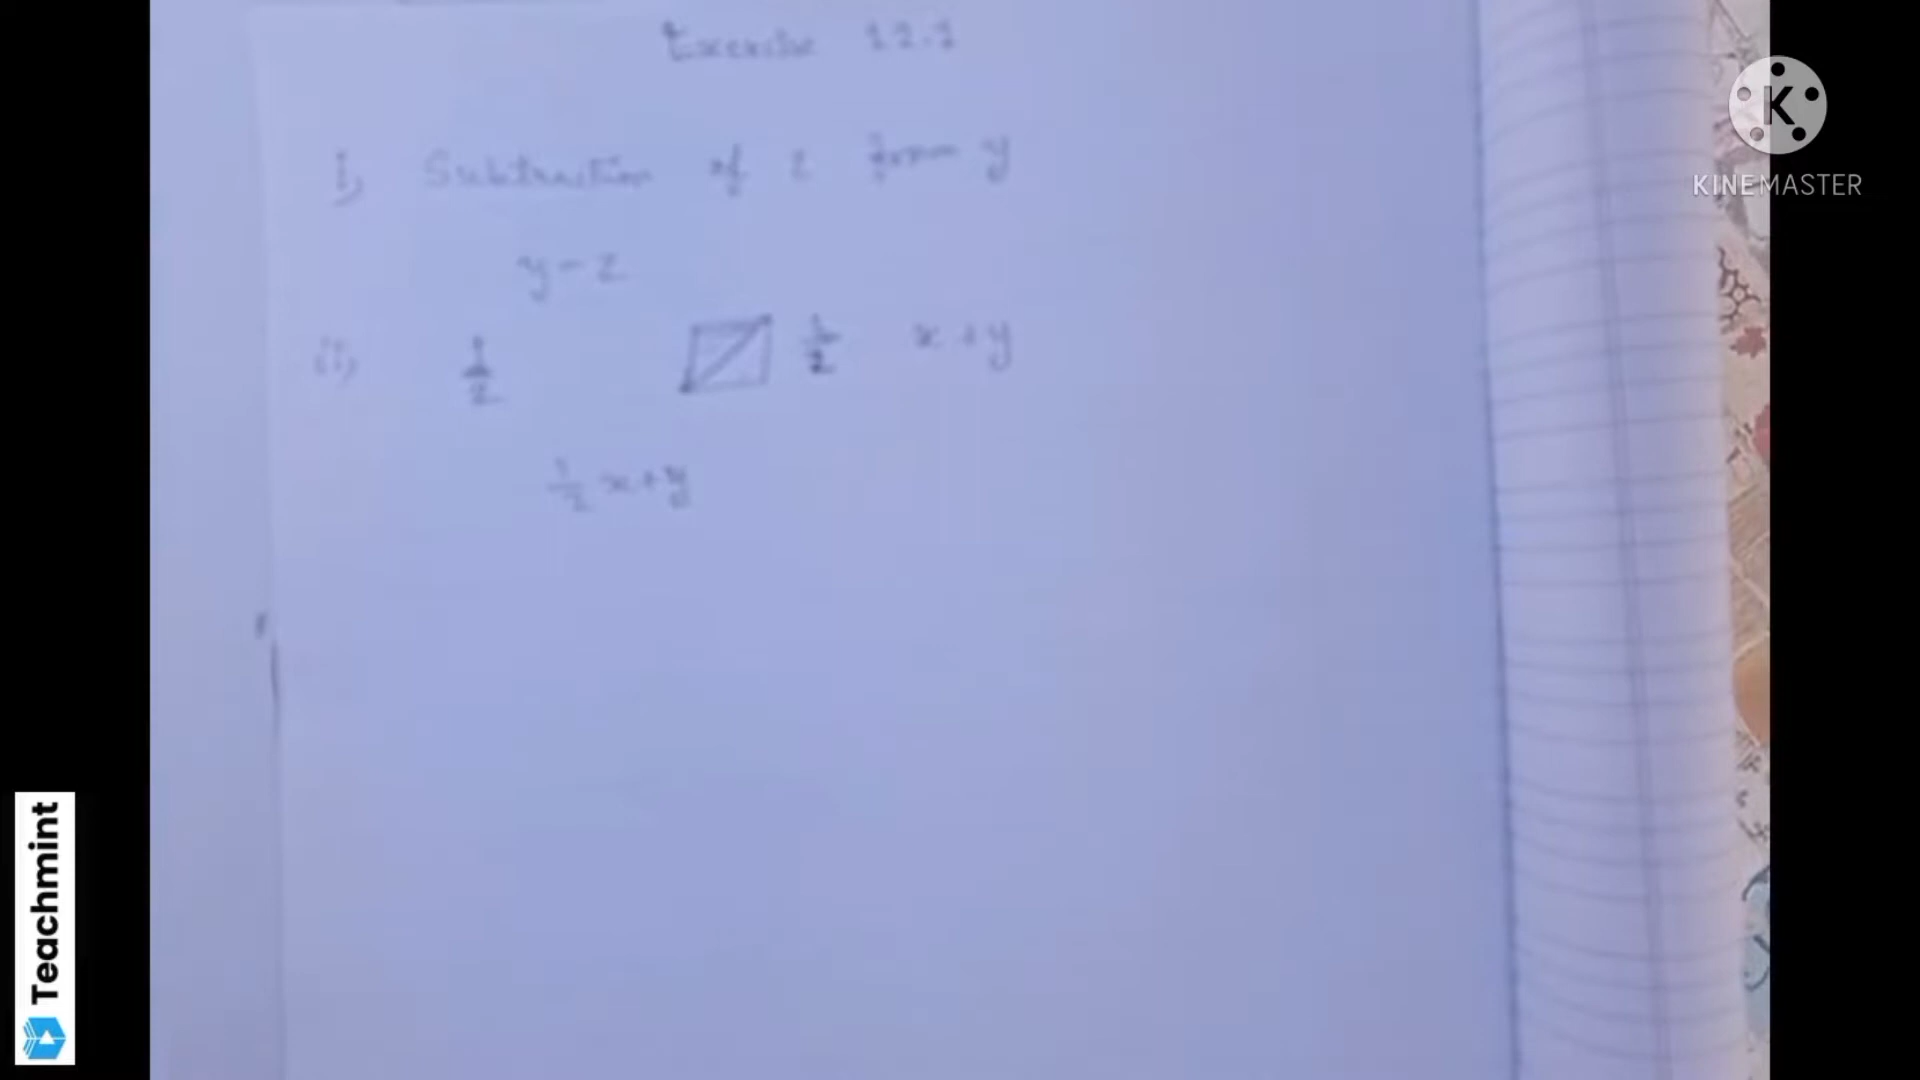 Exercise 12.1
i, Subtraction of z from y
y - z
ii, 1/2 1/2 x + y
1/2 x + y
KINEMASTER
Teachmint